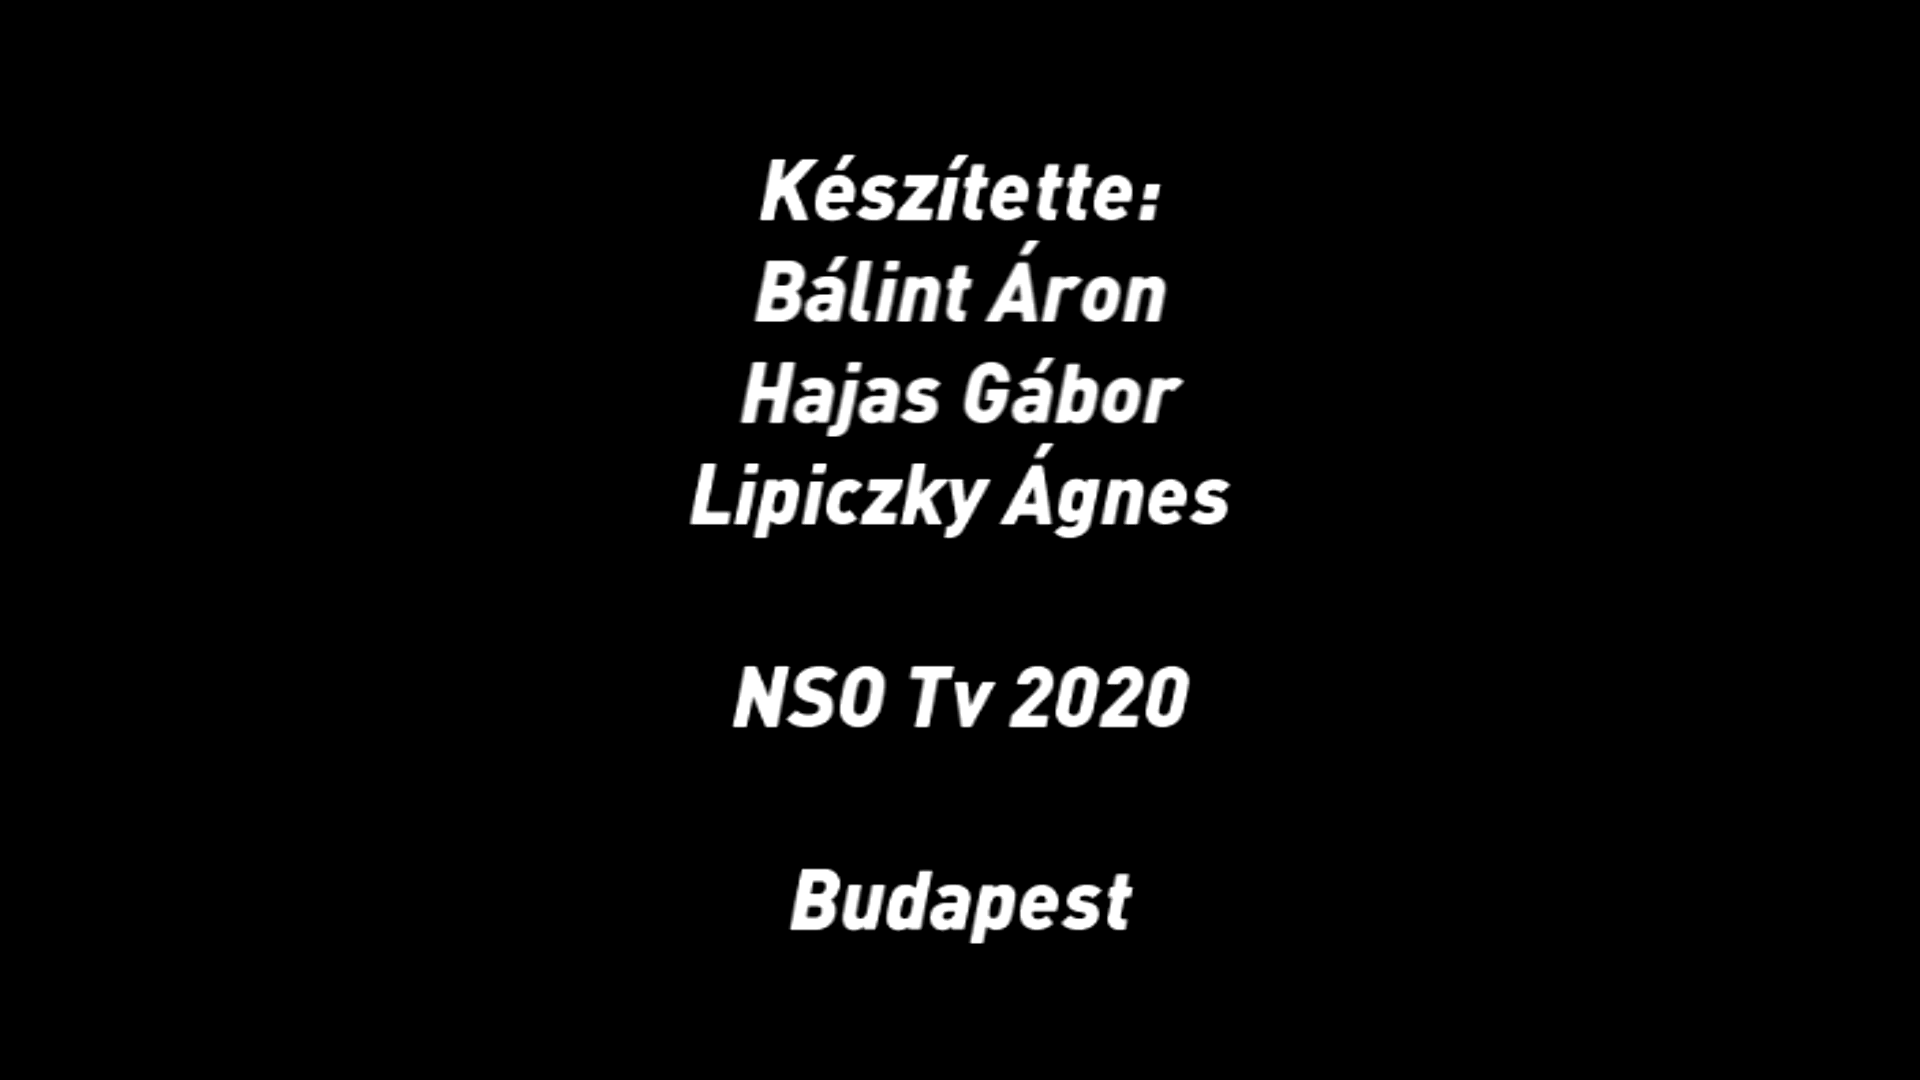 Készítette:
Bálint Áron
Hajas Gábor
Lipiczky Ágnes
NSO Tv 2020
Budapest